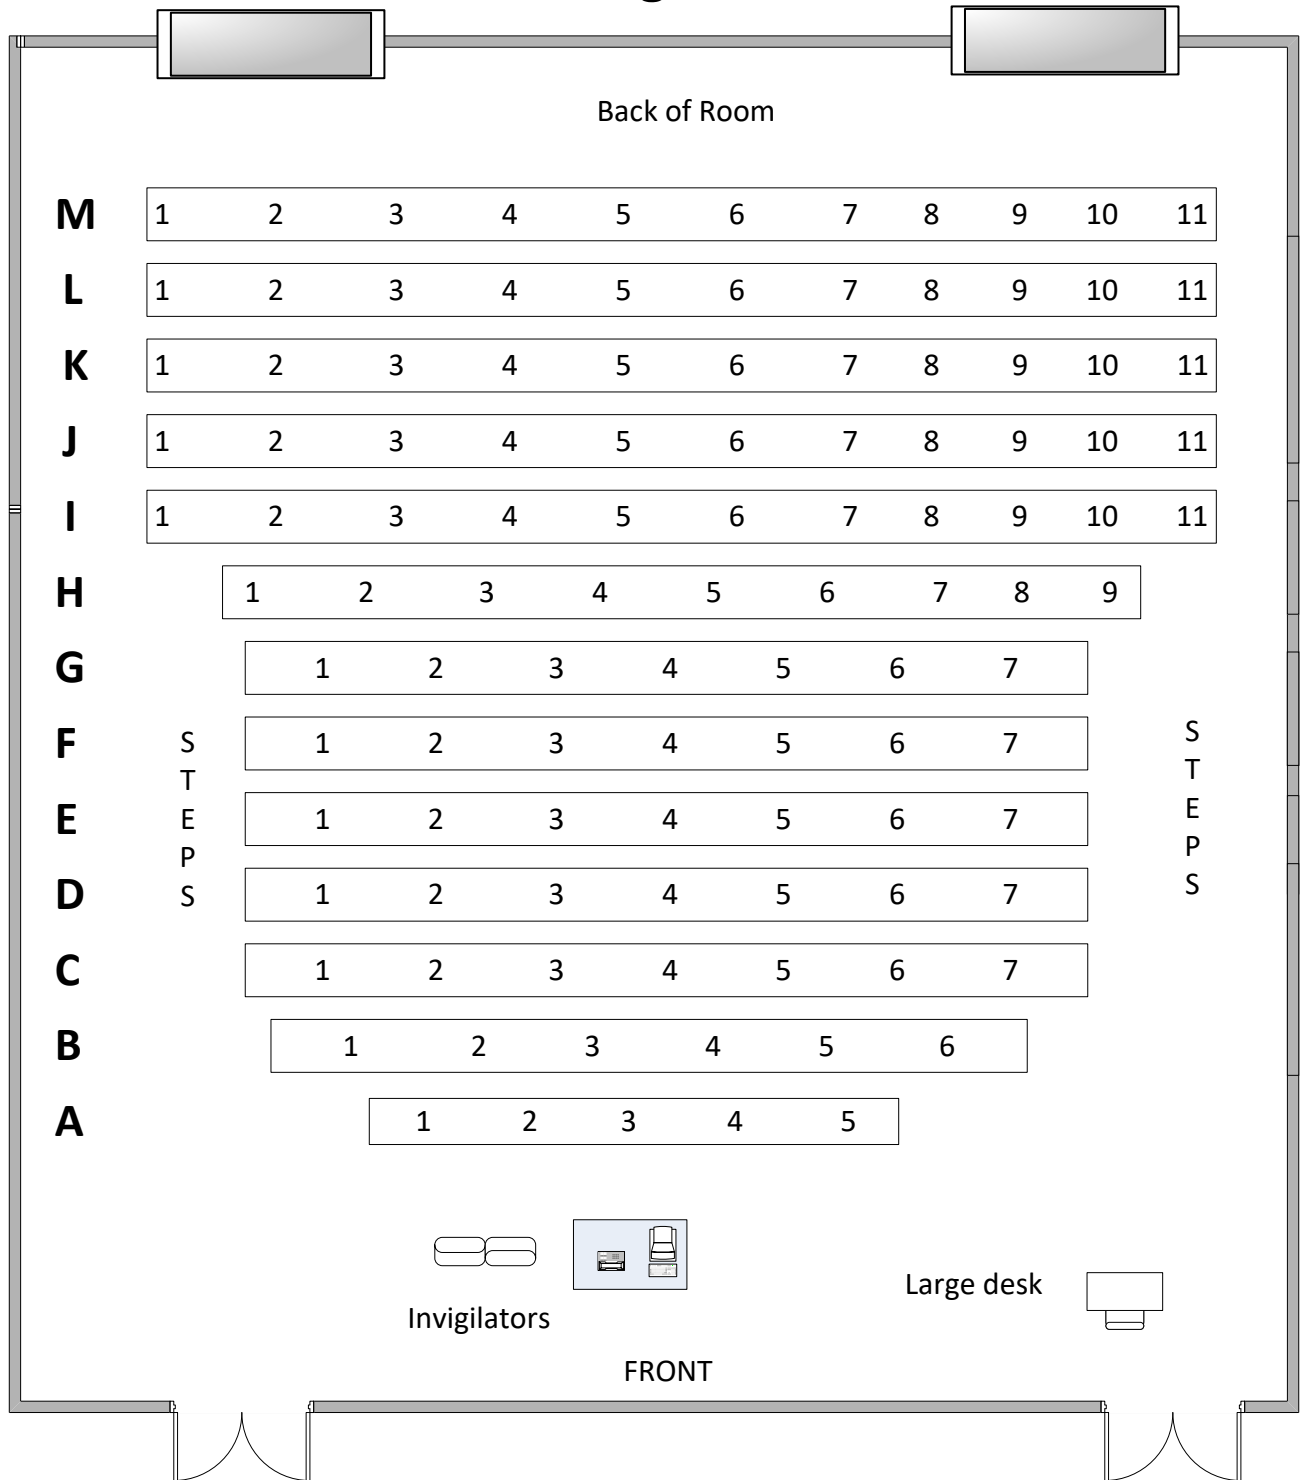 Back of Room
M 1 2 3 4 5 6 7 8 9 10 11
L 1 2 3 4 5 6 7 8 9 10 11
K 1 2 3 4 5 6 7 8 9 10 11
J 1 2 3 4 5 6 7 8 9 10 11
I 1 2 3 4 5 6 7 8 9 10 11
H 1 2 3 4 5 6 7 8 9
G 1 2 3 4 5 6 7
F 1 2 3 4 5 6 7
E 1 2 3 4 5 6 7
D 1 2 3 4 5 6 7
C 1 2 3 4 5 6 7
B 1 2 3 4 5 6
A 1 2 3 4 5
STEPS
STEPS
Large desk
Invigilators
FRONT